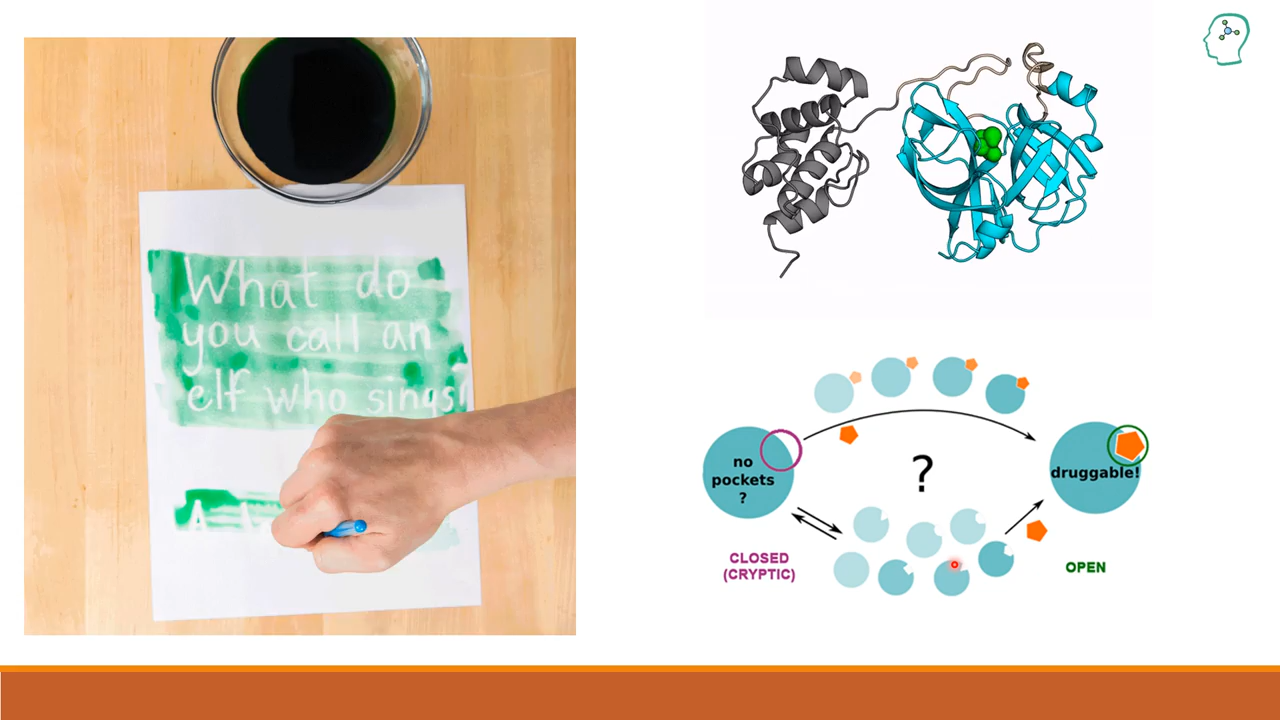 What do
you call an
elf who sings?
A
no
pockets
?
?
druggable!
CLOSED
(CRYPTIC)
OPEN